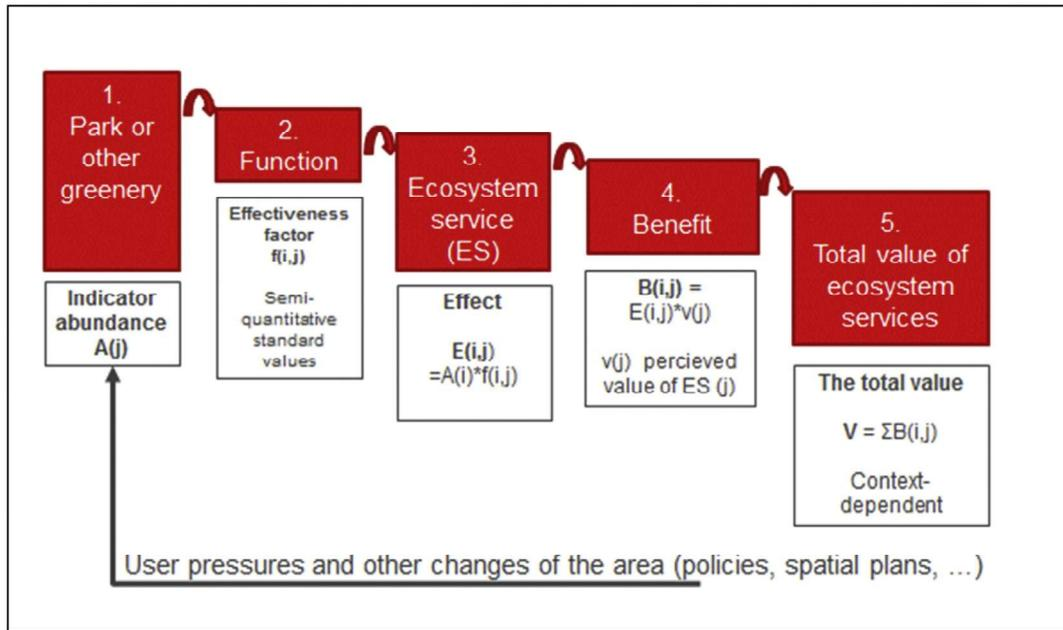 1.
Park or
other
greenery
Indicator
abundance
A(j)
2.
Function
Effectiveness
factor
f(i,j)
Semi-
quantitative
standard
values
3.
Ecosystem
service
(ES)
Effect
E(i,j)
=A(i)*f(i,j)
4.
Benefit
B(i,j) =
E(i,j)*v(j)
v(j) percieved
value of ES (j)
5.
Total value of
ecosystem
services
The total value
V = ΣB(i,j)
Context-
dependent
User pressures and other changes of the area (policies, spatial plans, …)